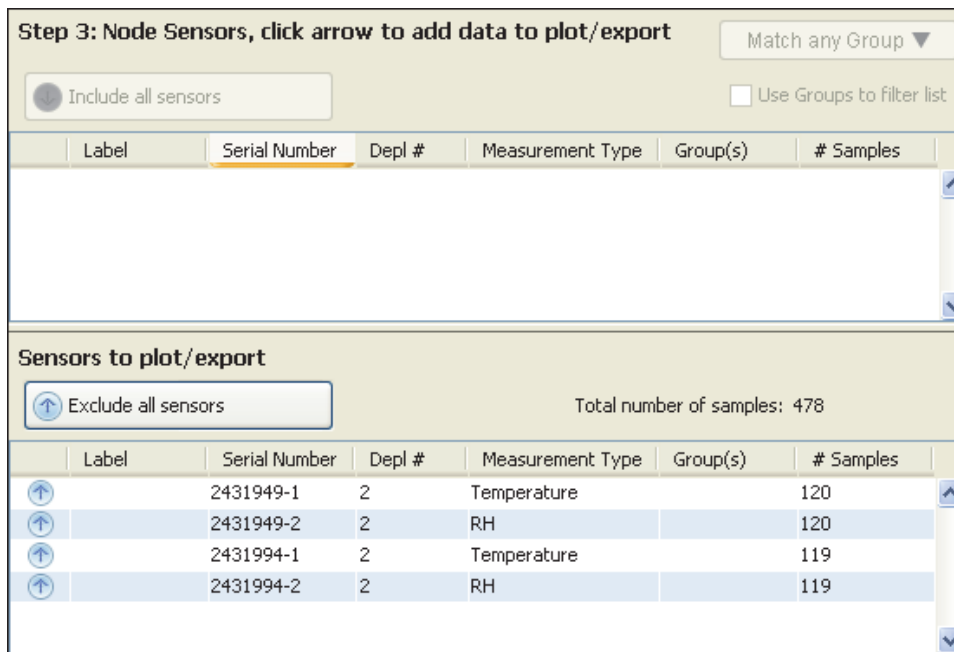 Step 3: Node Sensors, click arrow to add data to plot/export
Match any Group ▼
Include all sensors
Use Groups to filter list
Label Serial Number Depl # Measurement Type Group(s) # Samples
Sensors to plot/export
Exclude all sensors
Total number of samples: 478
Label Serial Number Depl # Measurement Type Group(s) # Samples
2431949-1 2 Temperature 120
2431949-2 2 RH 120
2431994-1 2 Temperature 119
2431994-2 2 RH 119